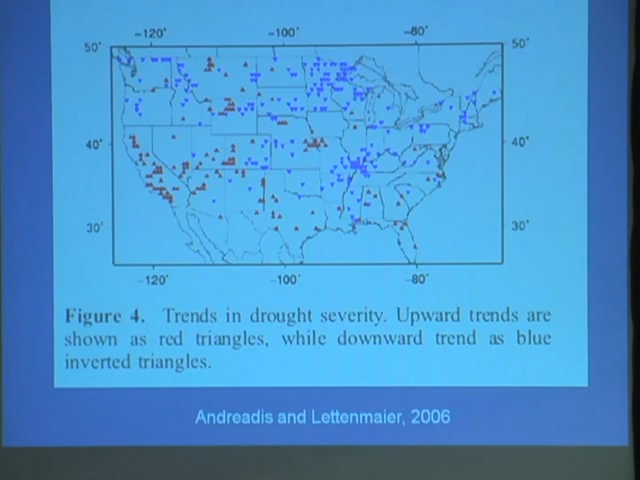 −120° −100° −80°
50° 50°
40° 40°
30° 30°
−120° −100° −80°
Figure 4. Trends in drought severity. Upward trends are
shown as red triangles, while downward trend as blue
inverted triangles.
Andreadis and Lettenmaier, 2006